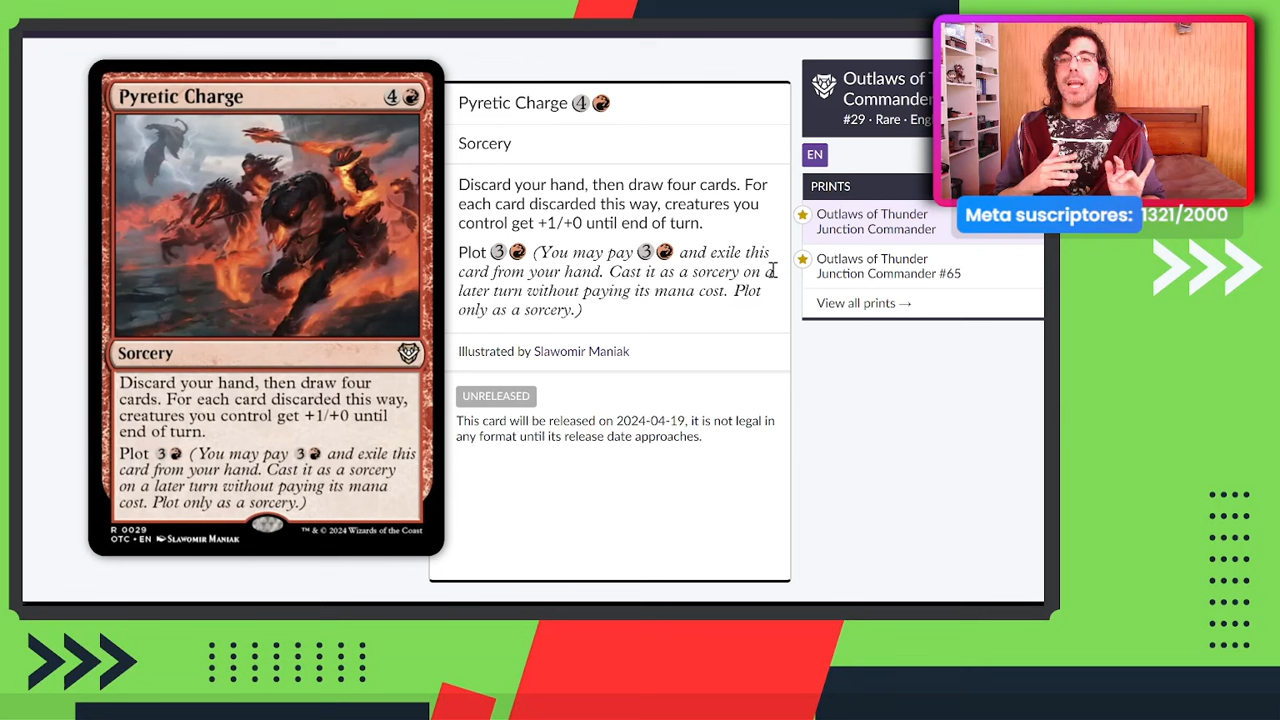 Pyretic Charge 4
Sorcery
Discard your hand, then draw four
cards. For each card discarded this way,
creatures you control get +1/+0 until
end of turn.
Plot 3 (You may pay 3 and exile this
card from your hand. Cast it as a sorcery
on a later turn without paying its mana
cost. Plot only as a sorcery.)
R 0029
OTC • EN SLAWOMIR MANIAK
™ & © 2024 Wizards of the Coast
Pyretic Charge 4
Sorcery
Discard your hand, then draw four cards. For
each card discarded this way, creatures you
control get +1/+0 until end of turn.
Plot 3 (You may pay 3 and exile this
card from your hand. Cast it as a sorcery on a
later turn without paying its mana cost. Plot
only as a sorcery.)
Illustrated by Slawomir Maniak
UNRELEASED
This card will be released on 2024-04-19, it is not legal in
any format until its release date approaches.
Outlaws of
Commander
#29 · Rare ·
EN
PRINTS
Outlaws of Thunder
Junction Commander
Outlaws of Thunder
Junction Commander #65
View all prints →
Meta suscriptores: 1321/2000